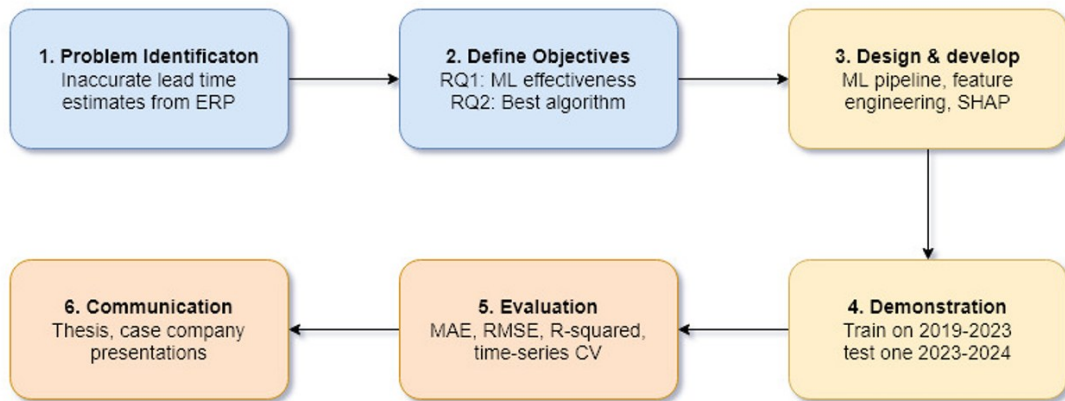 1. Problem Identificaton
Inaccurate lead time
estimates from ERP
2. Define Objectives
RQ1: ML effectiveness
RQ2: Best algorithm
3. Design & develop
ML pipeline, feature
engineering, SHAP
4. Demonstration
Train on 2019-2023
test one 2023-2024
5. Evaluation
MAE, RMSE, R-squared,
time-series CV
6. Communication
Thesis, case company
presentations